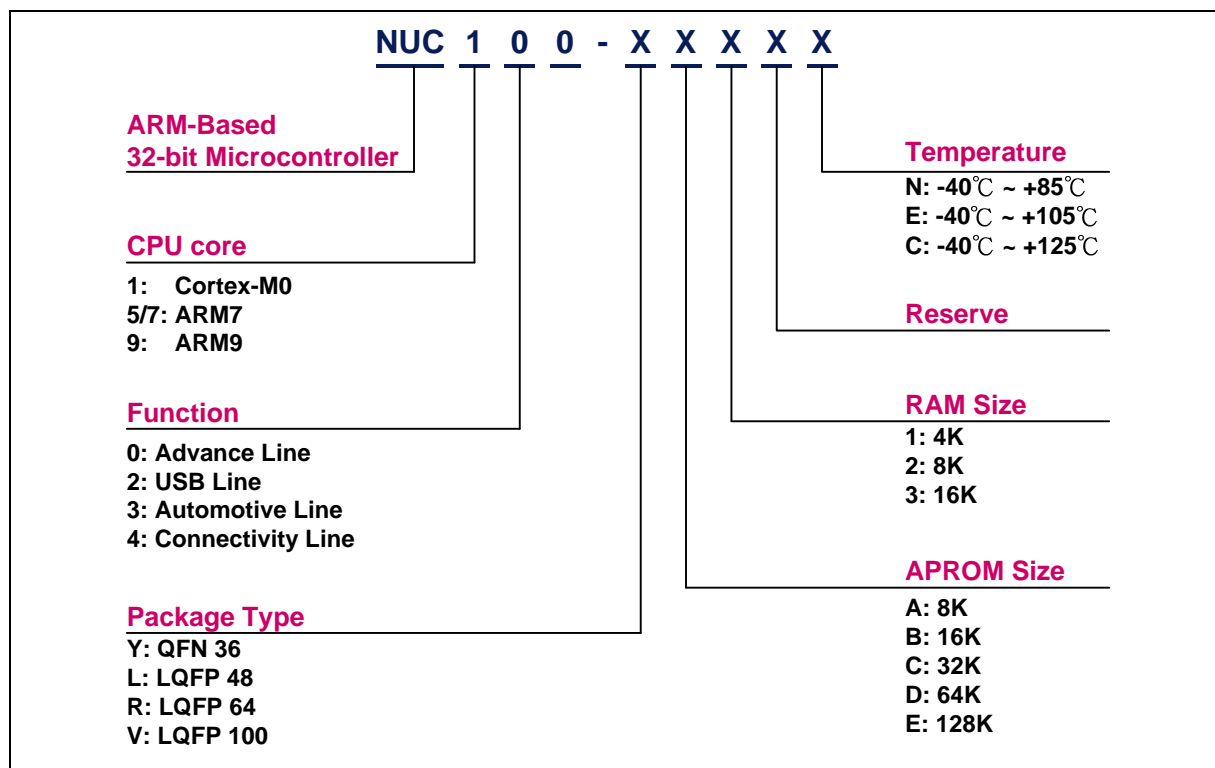 NUC 1 0 0 - X X X X X
ARM-Based
32-bit Microcontroller
CPU core
1: Cortex-M0
5/7: ARM7
9: ARM9
Function
0: Advance Line
2: USB Line
3: Automotive Line
4: Connectivity Line
Package Type
Y: QFN 36
L: LQFP 48
R: LQFP 64
V: LQFP 100
Temperature
N: -40℃ ~ +85℃
E: -40℃ ~ +105℃
C: -40℃ ~ +125℃
Reserve
RAM Size
1: 4K
2: 8K
3: 16K
APROM Size
A: 8K
B: 16K
C: 32K
D: 64K
E: 128K